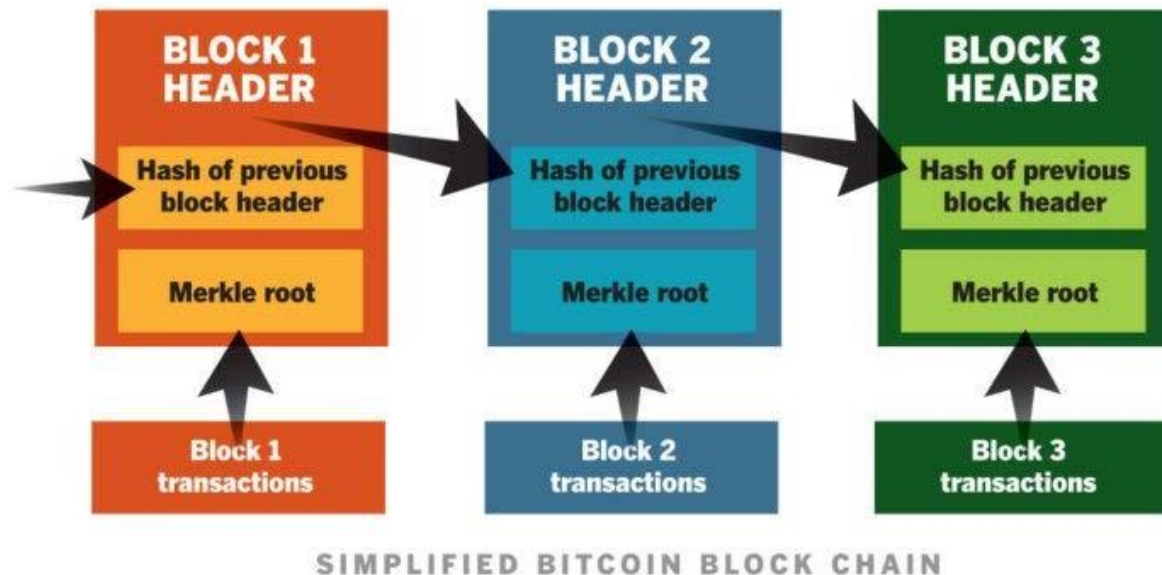 BLOCK 1
HEADER
Hash of previous
block header
Merkle root
Block 1
transactions
BLOCK 2
HEADER
Hash of previous
block header
Merkle root
Block 2
transactions
BLOCK 3
HEADER
Hash of previous
block header
Merkle root
Block 3
transactions
SIMPLIFIED BITCOIN BLOCK CHAIN